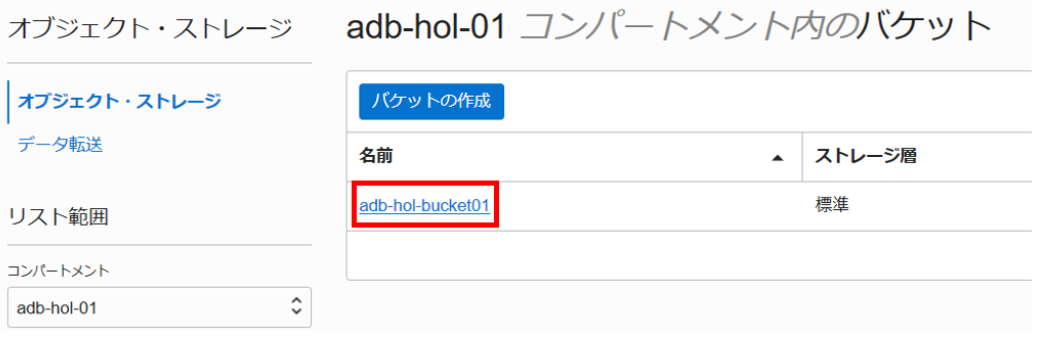 オブジェクト・ストレージ
オブジェクト・ストレージ
データ転送
リスト範囲
コンパートメント
adb-hol-01
adb-hol-01 コンパートメント内のバケット
バケットの作成
名前 ▲ ストレージ層
adb-hol-bucket01 標準